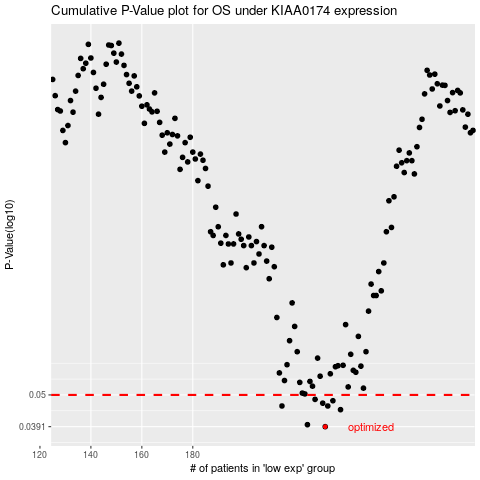 Cumulative P-Value plot for OS under KIAA0174 expression
P-Value(log10)
0.05
0.0391
optimized
120 140 160 180
# of patients in 'low exp' group